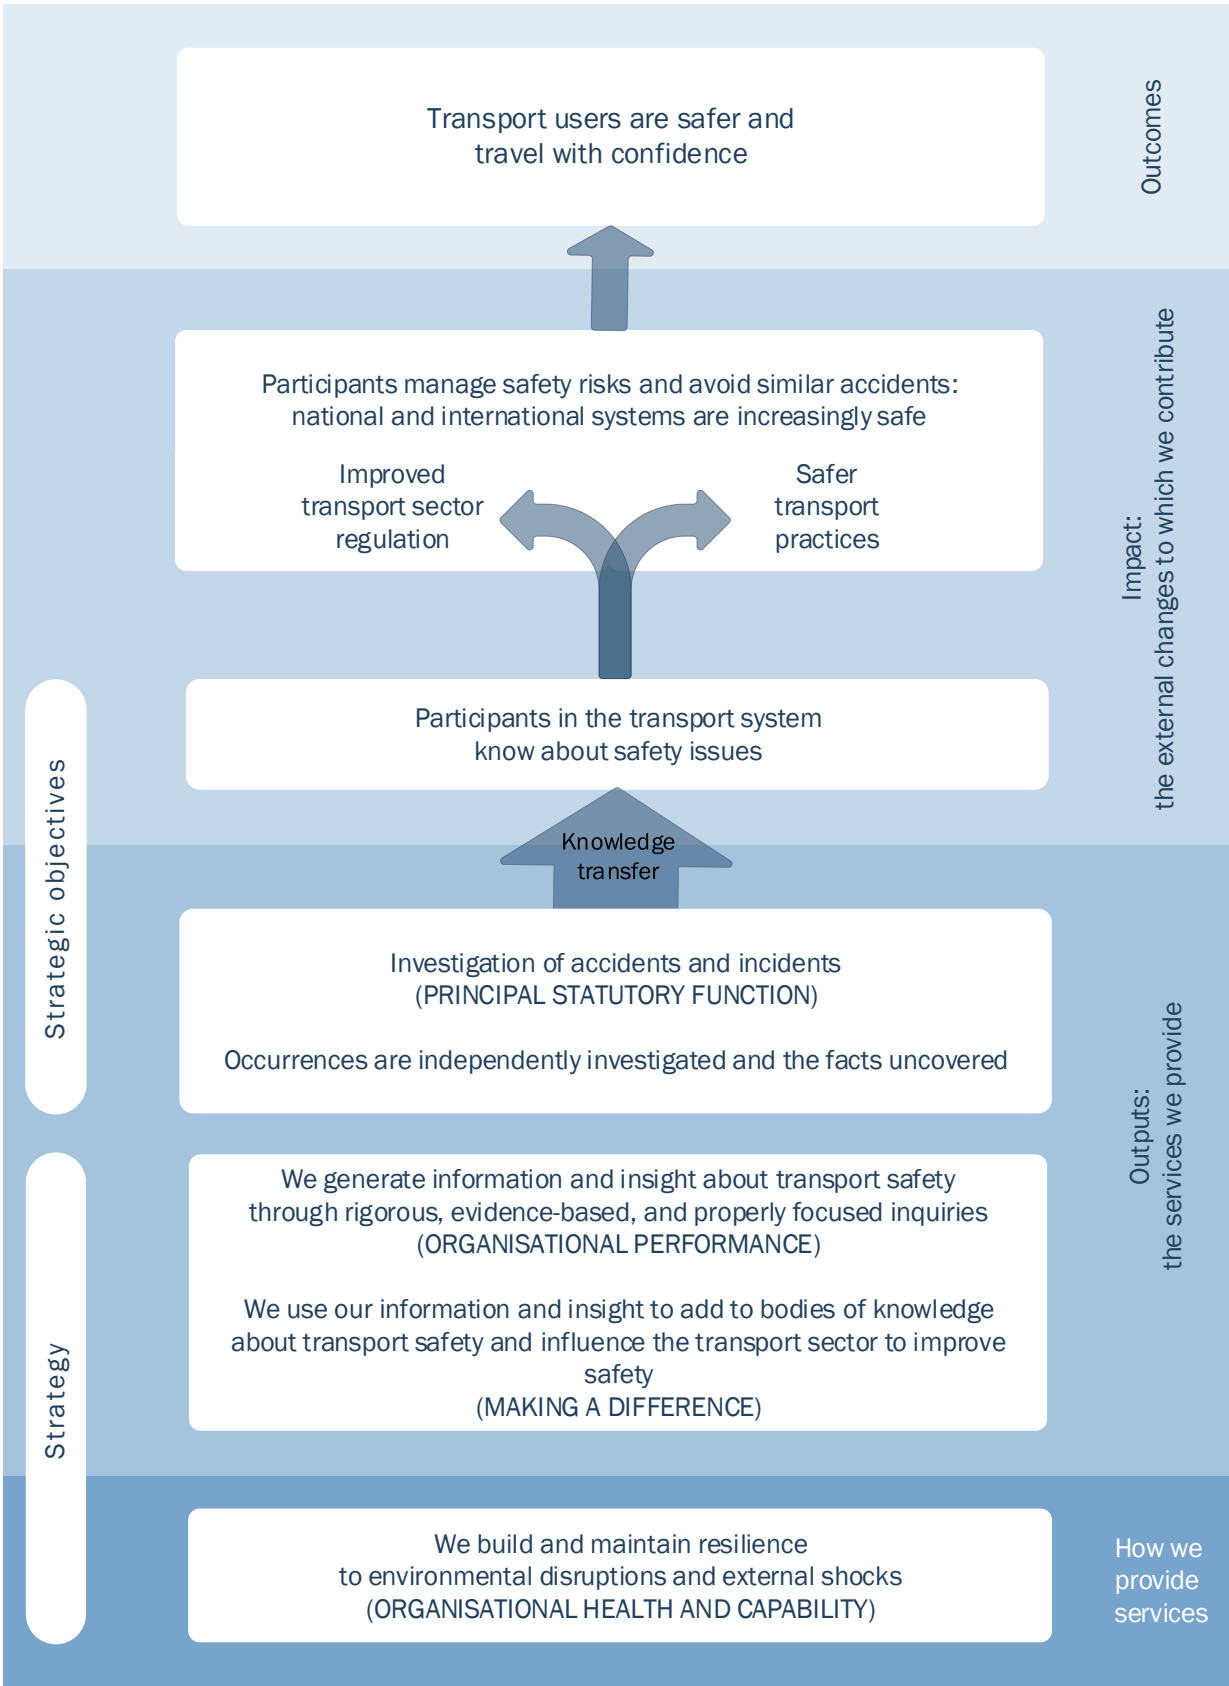 Transport users are safer and
travel with confidence
Outcomes
Participants manage safety risks and avoid similar accidents:
national and international systems are increasingly safe
Improved
transport sector
regulation
Safer
transport
practices
Impact:
the external changes to which we contribute
Participants in the transport system
know about safety issues
Strategic objectives
Knowledge
transfer
Investigation of accidents and incidents
(PRINCIPAL STATUTORY FUNCTION)
Occurrences are independently investigated and the facts uncovered
Outputs:
the services we provide
We generate information and insight about transport safety
through rigorous, evidence-based, and properly focused inquiries
(ORGANISATIONAL PERFORMANCE)
We use our information and insight to add to bodies of knowledge
about transport safety and influence the transport sector to improve
safety
(MAKING A DIFFERENCE)
Strategy
We build and maintain resilience
to environmental disruptions and external shocks
(ORGANISATIONAL HEALTH AND CAPABILITY)
How we
provide
services